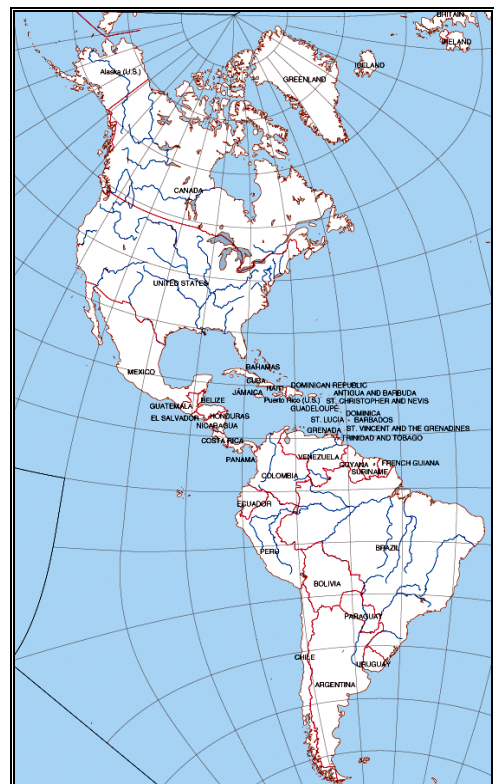 BRITAIN
IRELAND
ICELAND
Alaska (U.S.)
GREENLAND
CANADA
UNITED STATES
MEXICO
BAHAMAS
CUBA
HAITI
DOMINICAN REPUBLIC
JAMAICA
Puerto Rico (U.S.)
ANTIGUA AND BARBUDA
ST. CHRISTOPHER AND NEVIS
GUADELOUPE
BELIZE
GUATEMALA
DOMINICA
HONDURAS
EL SALVADOR
ST. LUCIA
BARBADOS
NICARAGUA
GRENADA
ST. VINCENT AND THE GRENADINES
COSTA RICA
TRINIDAD AND TOBAGO
PANAMA
VENEZUELA
GUYANA
FRENCH GUIANA
SURINAME
COLOMBIA
ECUADOR
PERU
BRAZIL
BOLIVIA
PARAGUAY
CHILE
URUGUAY
ARGENTINA